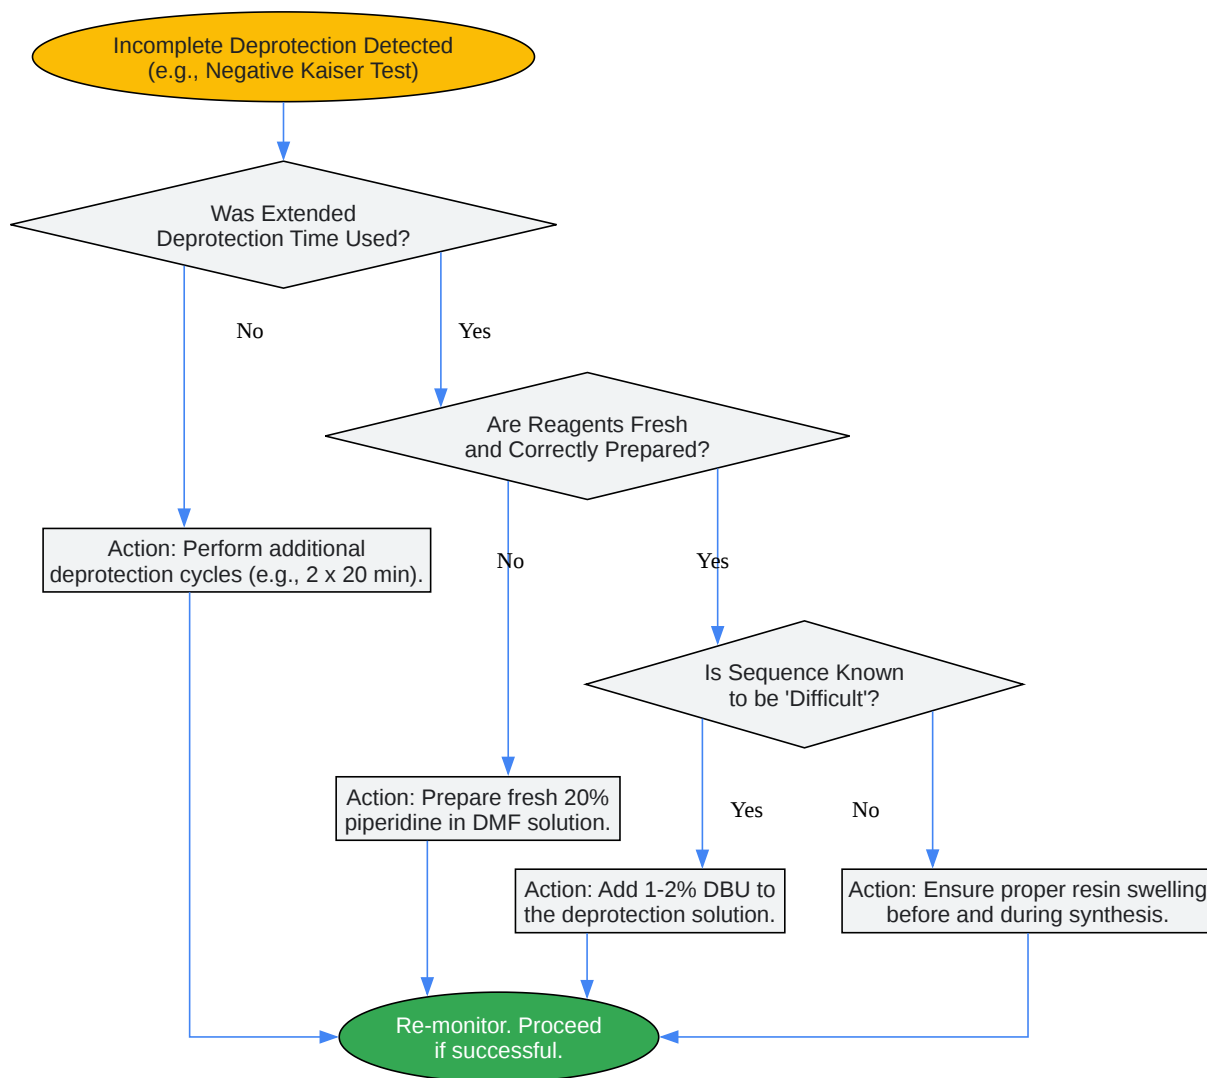 Incomplete Deprotection Detected
(e.g., Negative Kaiser Test)
Was Extended
Deprotection Time Used?
No
Yes
Are Reagents Fresh
and Correctly Prepared?
Action: Perform additional
deprotection cycles (e.g., 2 x 20 min).
No
Yes
Is Sequence Known
to be 'Difficult'?
Action: Prepare fresh 20%
piperidine in DMF solution.
Yes
No
Action: Add 1-2% DBU to
the deprotection solution.
Action: Ensure proper resin swelling
before and during synthesis.
Re-monitor. Proceed
if successful.